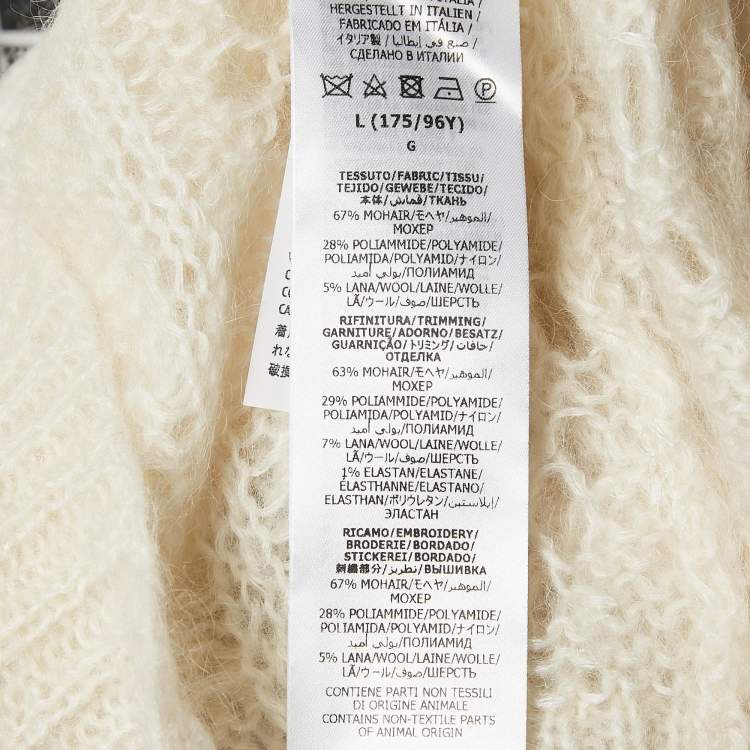 HERGESTELLT IN ITALIEN/
FABRICADO EM ITÁLIA/
イタリア製/صنع في إيطاليا/
СДЕЛАНО В ИТАЛИИ
L (175/96Y)
G
TESSUTO/FABRIC/TISSU/
TEJIDO/GEWEBE/TECIDO/
本体/قماش/ТКАНЬ
67% MOHAIR/モヘヤ/الموهير/
МОХЕР
28% POLIAMMIDE/POLYAMIDE/
POLIAMIDA/POLYAMID/ナイロン/
بولي أميد/ПОЛИАМИД
5% LANA/WOOL/LAINE/WOLLE/
LÃ/ウール/صوف/ШЕРСТЬ
RIFINITURA/TRIMMING/
GARNITURE/ADORNO/BESATZ/
GUARNIÇÃO/トリミング/حافات/
ОТДЕЛКА
63% MOHAIR/モヘヤ/الموهير/
МОХЕР
29% POLIAMMIDE/POLYAMIDE/
POLIAMIDA/POLYAMID/ナイロン/
بولي أميد/ПОЛИАМИД
7% LANA/WOOL/LAINE/WOLLE/
LÃ/ウール/صوف/ШЕРСТЬ
1% ELASTAN/ELASTANE/
ÉLASTHANNE/ELASTANO/
ELASTHAN/ポリウレタン/إيلاستين/
ЭЛАСТАН
RICAMO/EMBROIDERY/
BRODERIE/BORDADO/
STICKEREI/BORDADO/
刺繍部分/تطريز/ВЫШИВКА
67% MOHAIR/モヘヤ/الموهير/
МОХЕР
28% POLIAMMIDE/POLYAMIDE/
POLIAMIDA/POLYAMID/ナイロン/
بولي أميد/ПОЛИАМИД
5% LANA/WOOL/LAINE/WOLLE/
LÃ/ウール/صوف/ШЕРСТЬ
CONTIENE PARTI NON TESSILI
DI ORIGINE ANIMALE
CONTAINS NON-TEXTILE PARTS
OF ANIMAL ORIGIN
れな
破損